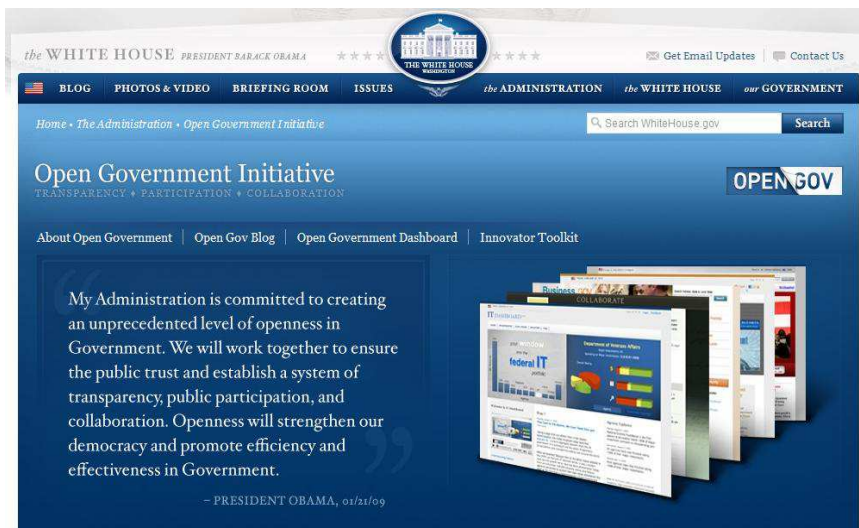 the WHITE HOUSE PRESIDENT BARACK OBAMA
THE WHITE HOUSE
WASHINGTON
Get Email Updates
Contact Us
BLOG
PHOTOS & VIDEO
BRIEFING ROOM
ISSUES
the ADMINISTRATION
the WHITE HOUSE
our GOVERNMENT
Home • The Administration • Open Government Initiative
Search WhiteHouse.gov
Search
Open Government Initiative
TRANSPARENCY ♦ PARTICIPATION ♦ COLLABORATION
OPEN GOV
About Open Government
Open Gov Blog
Open Government Dashboard
Innovator Toolkit
“
My Administration is committed to creating
an unprecedented level of openness in
Government. We will work together to ensure
the public trust and establish a system of
transparency, public participation, and
collaboration. Openness will strengthen our
democracy and promote efficiency and
effectiveness in Government.
”
– PRESIDENT OBAMA, 01/21/09
Business.gov
COLLABORATE
IT
window
federal IT
Department of Veterans Affairs